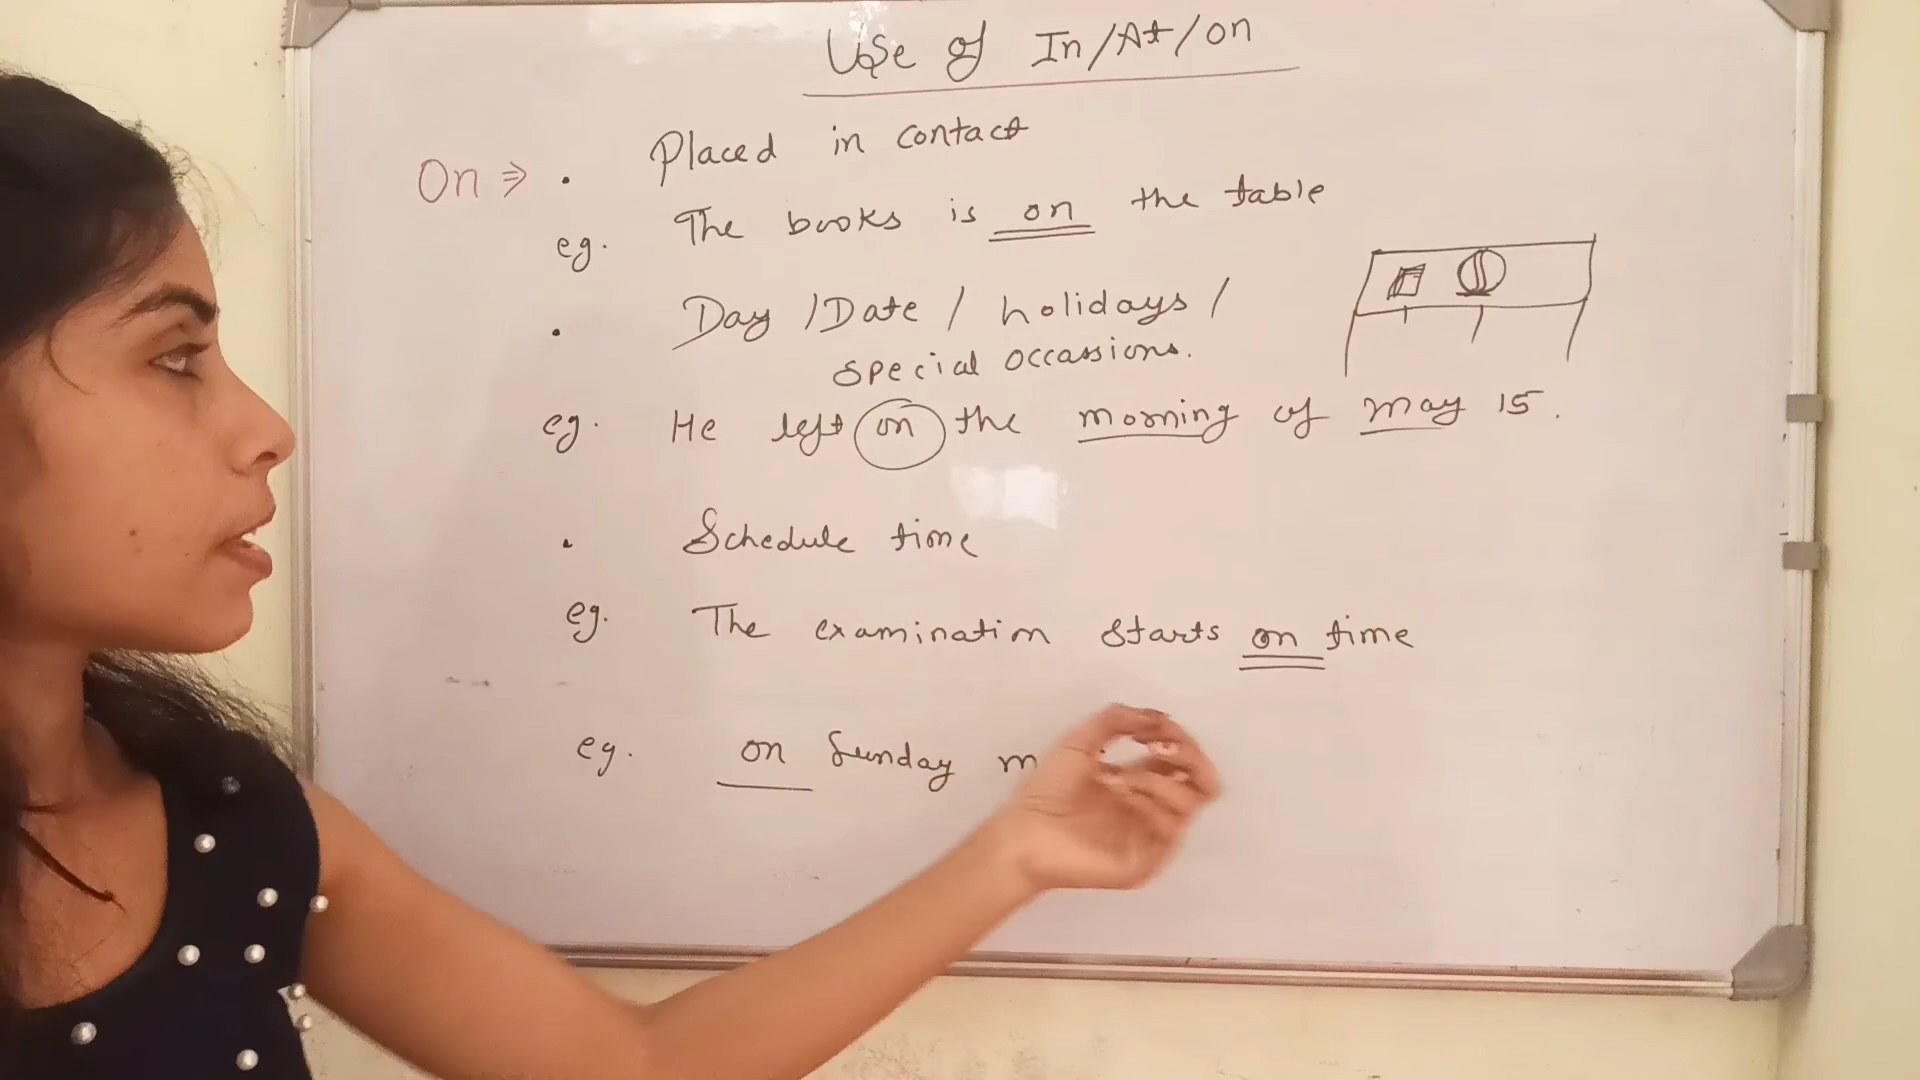 Use of In/At/on
On ⇒ • Placed in contact
eg. The books is on the table
• Day /Date / holidays /
special occassions.
eg. He left on the morning of may 15.
• Schedule time
eg. The examination starts on time
eg. on Sunday